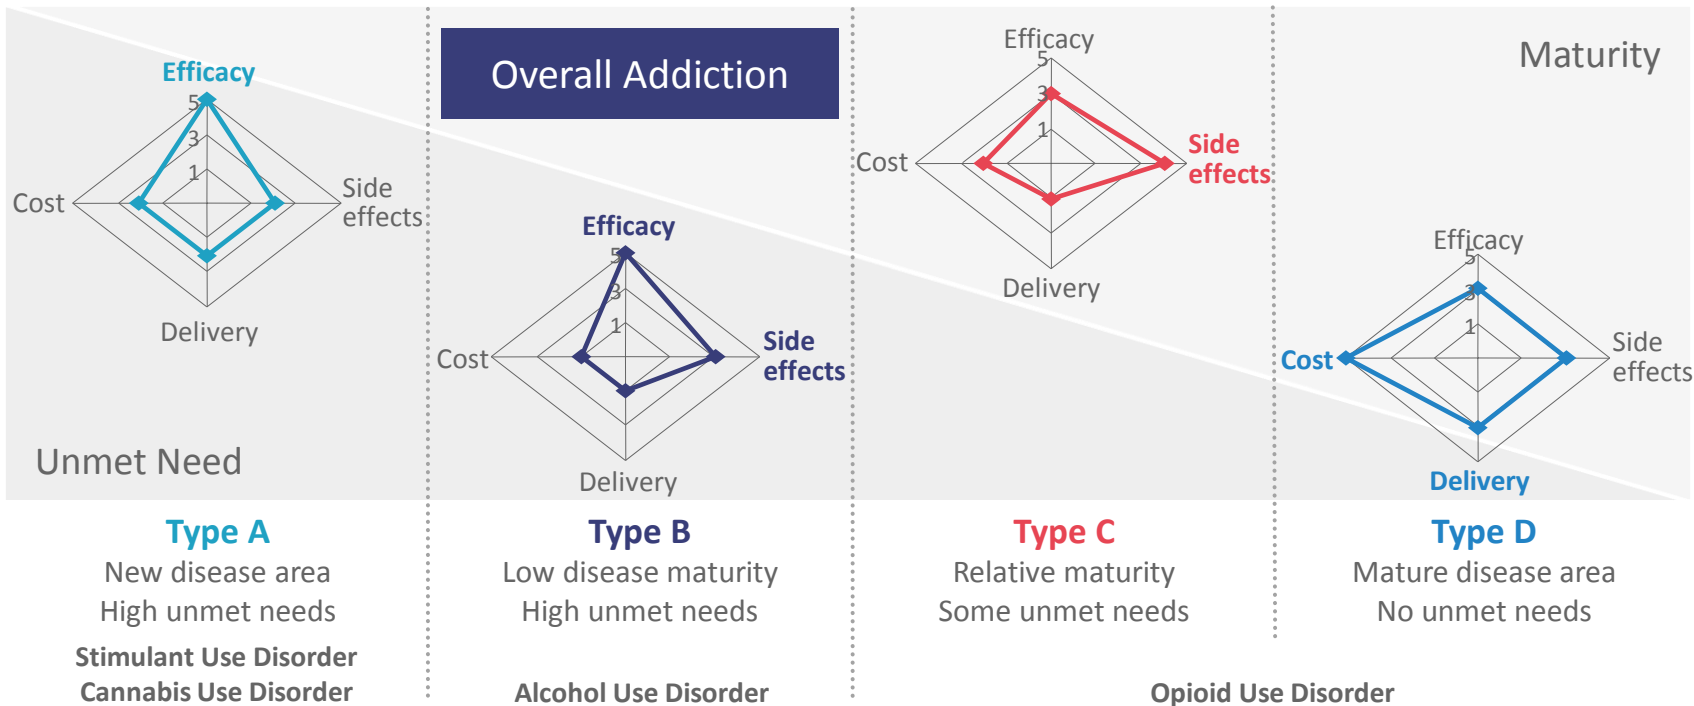 Efficacy
5
3
1
Cost
Side
effects
Delivery
Overall Addiction
Efficacy
5
3
1
Cost
Side
effects
Delivery
Efficacy
5
3
1
Cost
Side
effects
Delivery
Maturity
Efficacy
5
3
1
Cost
Side
effects
Delivery
Unmet Need
Type A
New disease area
High unmet needs
Stimulant Use Disorder
Cannabis Use Disorder
Type B
Low disease maturity
High unmet needs
Alcohol Use Disorder
Type C
Relative maturity
Some unmet needs
Type D
Mature disease area
No unmet needs
Opioid Use Disorder